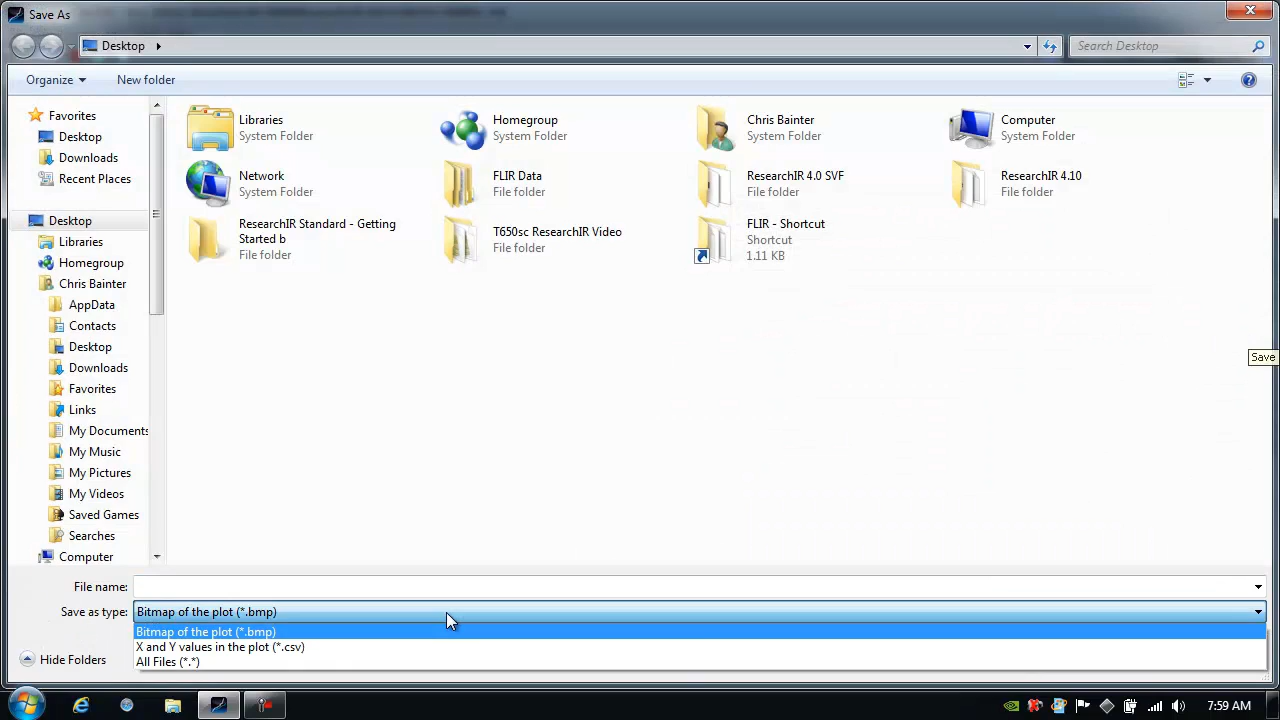 Save As
Desktop
Search Desktop
Organize
New folder
Favorites
Desktop
Downloads
Recent Places
Desktop
Libraries
Homegroup
Chris Bainter
AppData
Contacts
Desktop
Downloads
Favorites
Links
My Documents
My Music
My Pictures
My Videos
Saved Games
Searches
Computer
Libraries
System Folder
Homegroup
System Folder
Chris Bainter
System Folder
Computer
System Folder
Network
System Folder
FLIR Data
File folder
ResearchIR 4.0 SVF
File folder
ResearchIR 4.10
File folder
ResearchIR Standard - Getting
Started b
File folder
T650sc ResearchIR Video
File folder
FLIR - Shortcut
Shortcut
1.11 KB
Save
File name:
Save as type:
Bitmap of the plot (*.bmp)
Bitmap of the plot (*.bmp)
X and Y values in the plot (*.csv)
All Files (*.*)
Hide Folders
7:59 AM